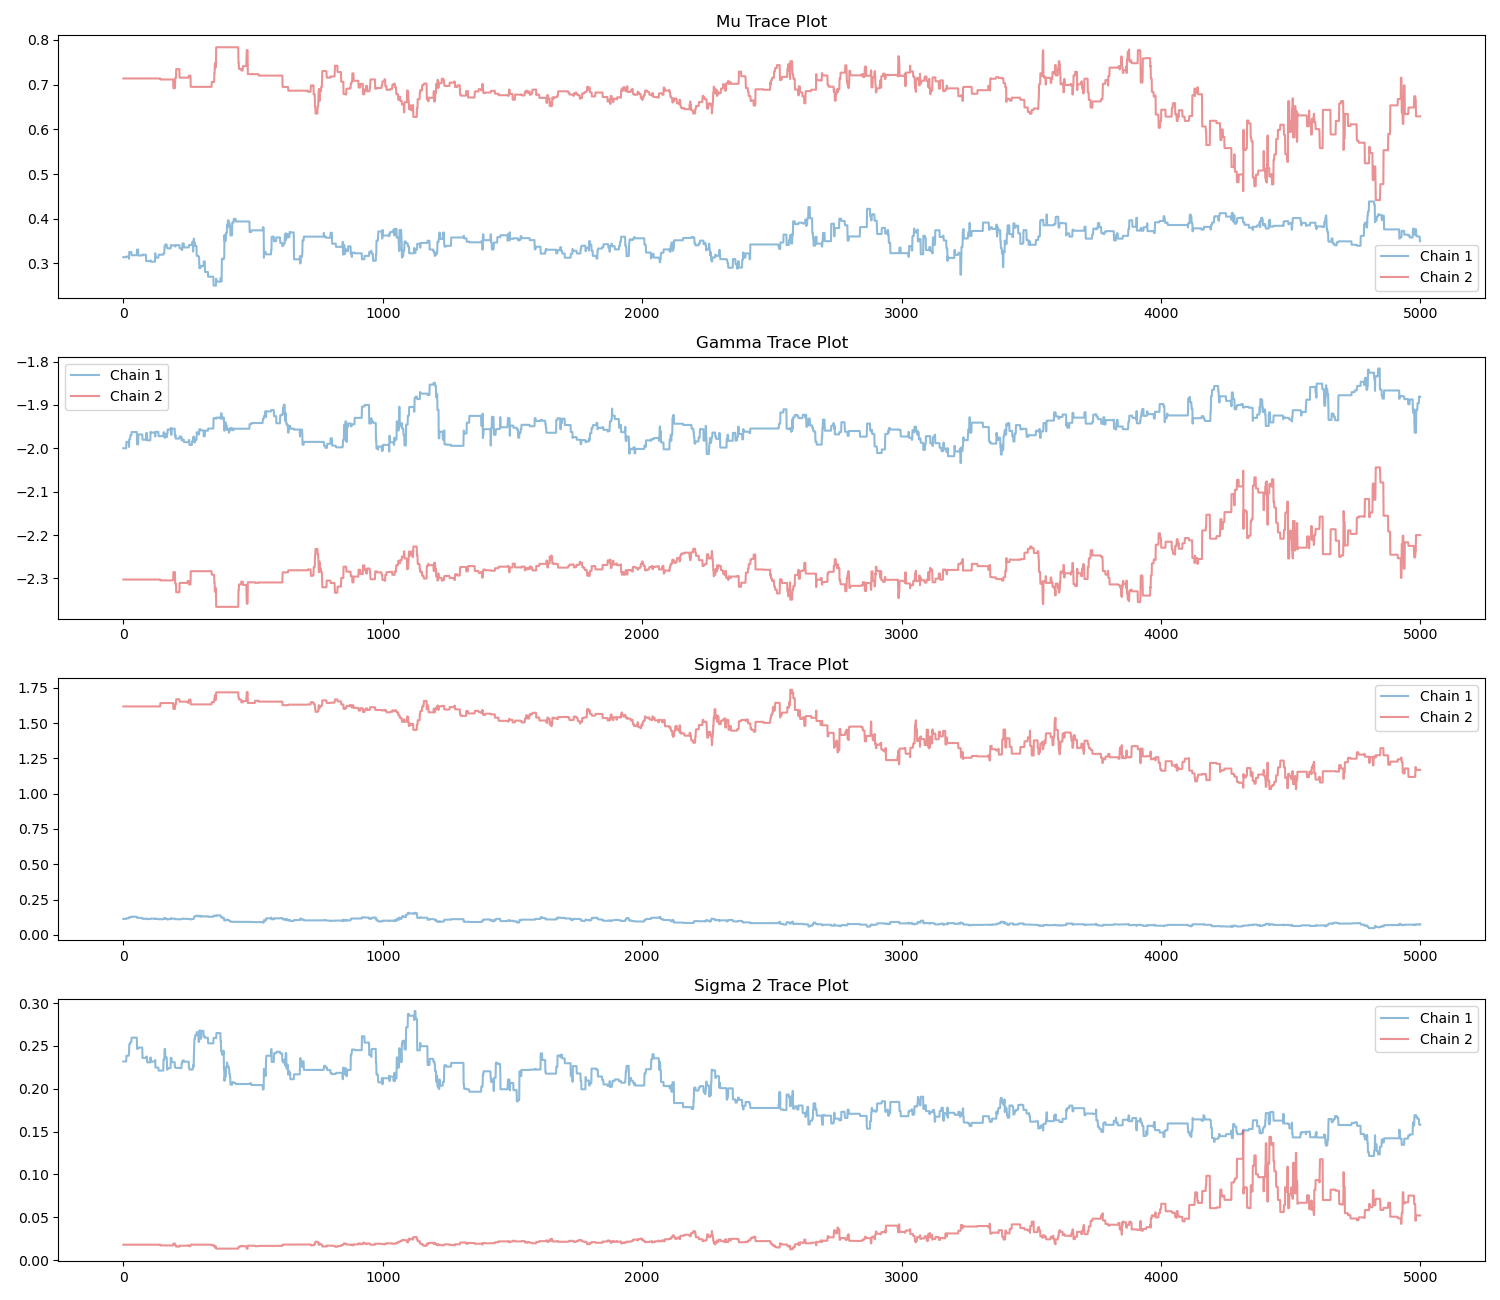 Mu Trace Plot
0.8
0.7
0.6
0.5
0.4
0.3
Chain 1
Chain 2
0 1000 2000 3000 4000 5000
Gamma Trace Plot
−1.8
−1.9
−2.0
−2.1
−2.2
−2.3
Chain 1
Chain 2
0 1000 2000 3000 4000 5000
Sigma 1 Trace Plot
1.75
1.50
1.25
1.00
0.75
0.50
0.25
0.00
Chain 1
Chain 2
0 1000 2000 3000 4000 5000
Sigma 2 Trace Plot
0.30
0.25
0.20
0.15
0.10
0.05
0.00
Chain 1
Chain 2
0 1000 2000 3000 4000 5000